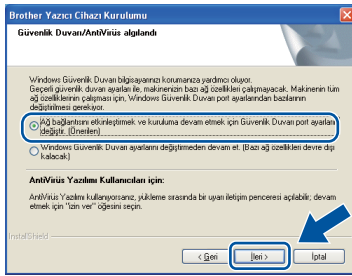 Brother Yazıcı Cihazı Kurulumu
Güvenlik Duvarı/AntiVirüs algılandı
Windows Güvenlik Duvarı bilgisayarınızı korumanıza yardımcı oluyor.
Geçerli güvenlik duvarı ayarları ile, makinenizin bazı ağ özellikleri çalışmayacak. Makinenin tüm
ağ özelliklerinin çalışması için, Windows Güvenlik Duvarı port ayarlarından bazılarının
değiştirilmesi gerekiyor.
Ağ bağlantısını etkinleştirmek ve kuruluma devam etmek için Güvenlik Duvarı port ayarlarını
değiştir. (Önerilen)
Windows Güvenlik Duvarı ayarlarını değiştirmeden devam et. (Bazı ağ özellikleri devre dışı
kalacak)
AntiVirüs Yazılımı Kullanıcıları için:
AntiVirüs Yazılımı kullanıyorsanız, yükleme sırasında bir uyarı iletişim penceresi açılabilir; devam
etmek için "izin ver" öğesini seçin.
InstallShield
< Geri
İleri >
İptal